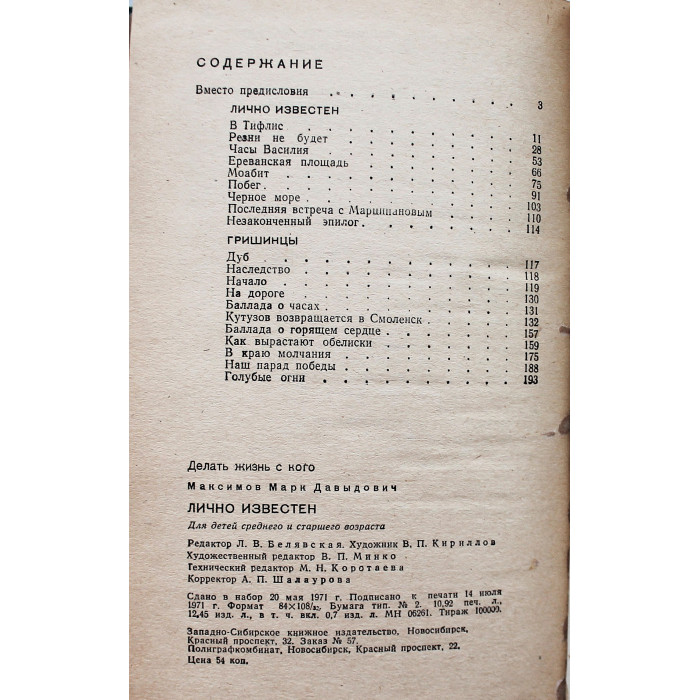 СОДЕРЖАНИЕ
Вместо предисловия . . . . . . . . . . 3
ЛИЧНО ИЗВЕСТЕН
В Тифлис . . . . . . . . . . 11
Резни не будет . . . . . . . . . . 28
Часы Василия . . . . . . . . . . 53
Ереванская площадь . . . . . . . . . . 66
Моабит . . . . . . . . . . 75
Побег . . . . . . . . . . 91
Черное море . . . . . . . . . . 103
Последняя встреча с Марципановым . . . . . . 110
Незаконченный эпилог . . . . . . . . . . 114
ГРИШИНЦЫ
Дуб . . . . . . . . . . 117
Наследство . . . . . . . . . . 118
Начало . . . . . . . . . . 119
На дороге . . . . . . . . . . 130
Баллада о часах . . . . . . . . . . 131
Кутузов возвращается в Смоленск . . . . . . 132
Баллада о горящем сердце . . . . . . . . 157
Как вырастают обелиски . . . . . . . . 159
В краю молчания . . . . . . . . . . 175
Наш парад победы . . . . . . . . . . 188
Голубые огни . . . . . . . . . . 193
Делать жизнь с кого
Максимов Марк Давыдович
ЛИЧНО ИЗВЕСТЕН
Для детей среднего и старшего возраста
Редактор Л. В. Белявская. Художник В. П. Кириллов
Художественный редактор В. П. Минко
Технический редактор М. Н. Коротаева
Корректор А. П. Шалаурова
Сдано в набор 20 мая 1971 г. Подписано к печати 14 июля
1971 г. Формат 84×108/32. Бумага тип. № 2. 10,92 печ. л.,
12,45 изд. л., в т. ч. вкл. 0,7 изд. л. МН 06261. Тираж 100000.
Западно-Сибирское книжное издательство. Новосибирск,
Красный проспект, 32. Заказ № 57.
Полиграфкомбинат, Новосибирск, Красный проспект, 22.
Цена 54 коп.